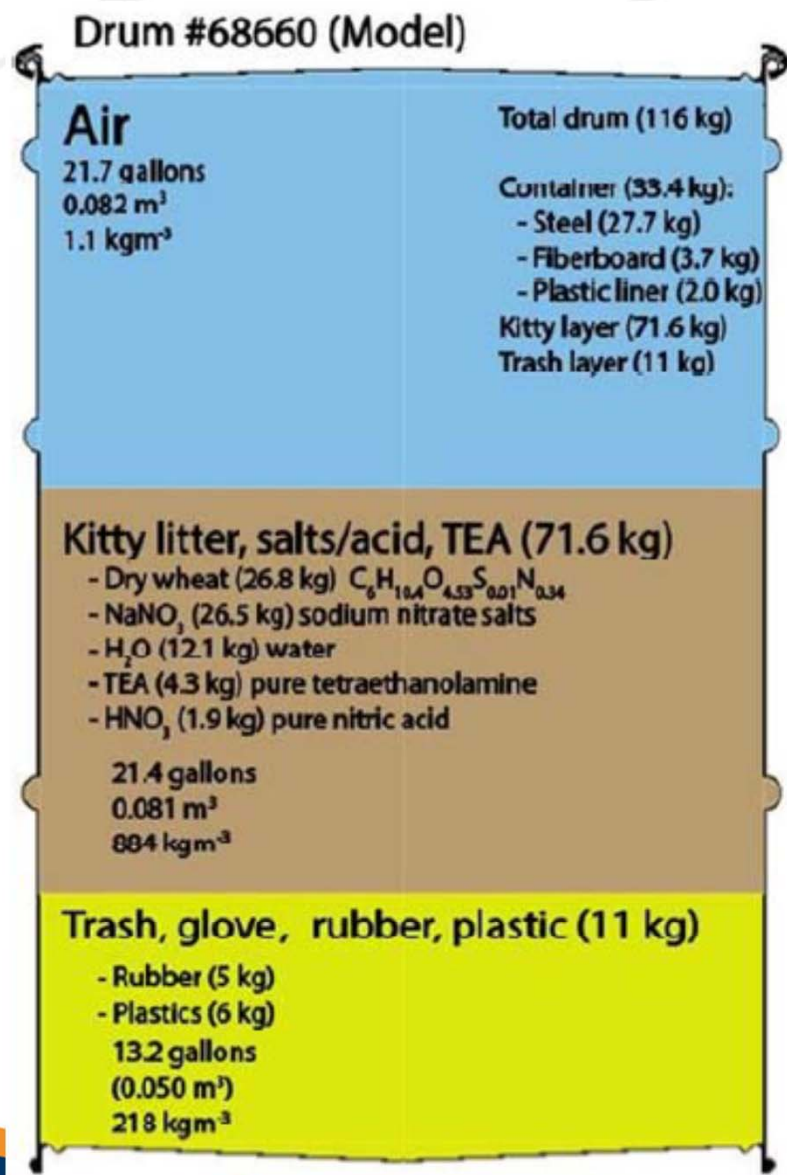 Drum #68660 (Model)
Air
21.7 gallons
0.082 m³
1.1 kgm⁻³
Total drum (116 kg)
Container (33.4 kg):
- Steel (27.7 kg)
- Fiberboard (3.7 kg)
- Plastic liner (2.0 kg)
Kitty layer (71.6 kg)
Trash layer (11 kg)
Kitty litter, salts/acid, TEA (71.6 kg)
- Dry wheat (26.8 kg) C₆H₁₀.₄O₄.₅₃S₀.₀₁N₀.₃₄
- NaNO₃ (26.5 kg) sodium nitrate salts
- H₂O (12.1 kg) water
- TEA (4.3 kg) pure tetraethanolamine
- HNO₃ (1.9 kg) pure nitric acid
21.4 gallons
0.081 m³
884 kgm⁻³
Trash, glove, rubber, plastic (11 kg)
- Rubber (5 kg)
- Plastics (6 kg)
13.2 gallons
(0.050 m³)
218 kgm⁻³